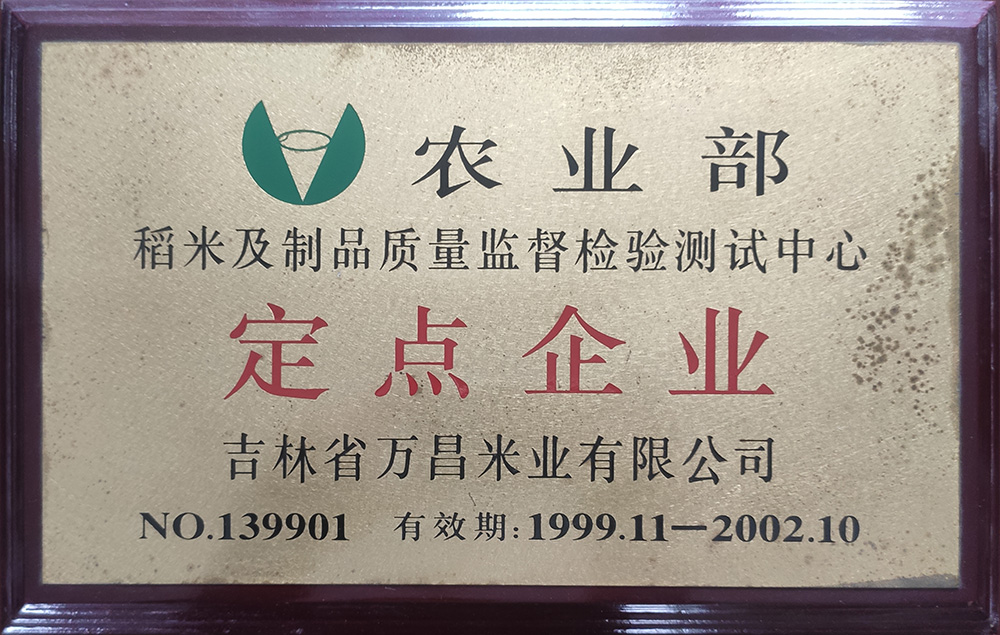 农业部
稻米及制品质量监督检验测试中心
定点企业
吉林省万昌米业有限公司
NO.139901 有效期:1999.11—2002.10